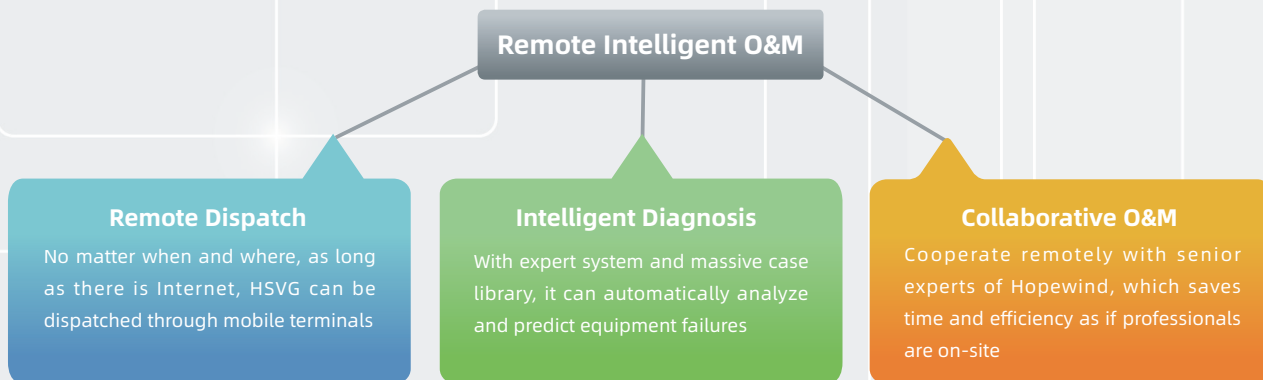 Remote Intelligent O&M
Remote Dispatch
No matter when and where, as long
as there is Internet, HSVG can be
dispatched through mobile terminals
Intelligent Diagnosis
With expert system and massive case
library, it can automatically analyze
and predict equipment failures
Collaborative O&M
Cooperate remotely with senior
experts of Hopewind, which saves
time and efficiency as if professionals
are on-site